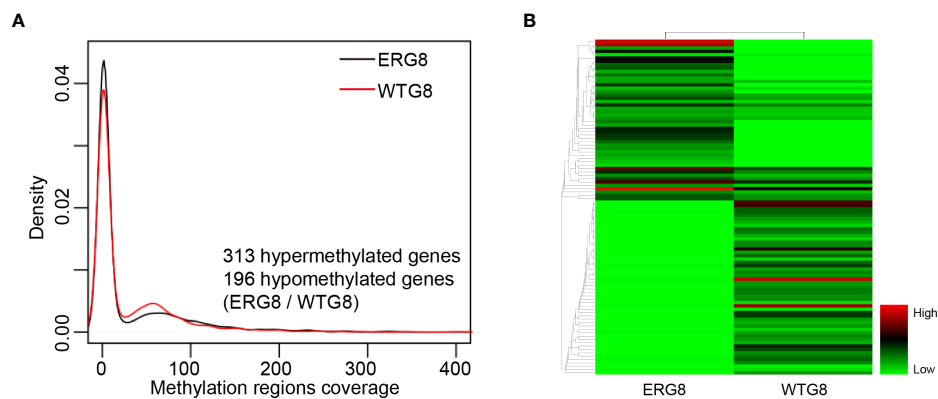 A
B
ERG8
WTG8
0.04
0.02
0.00
Density
313 hypermethylated genes
196 hypomethylated genes
(ERG8 / WTG8)
0
100
200
300
400
Methylation regions coverage
High
Low
ERG8
WTG8